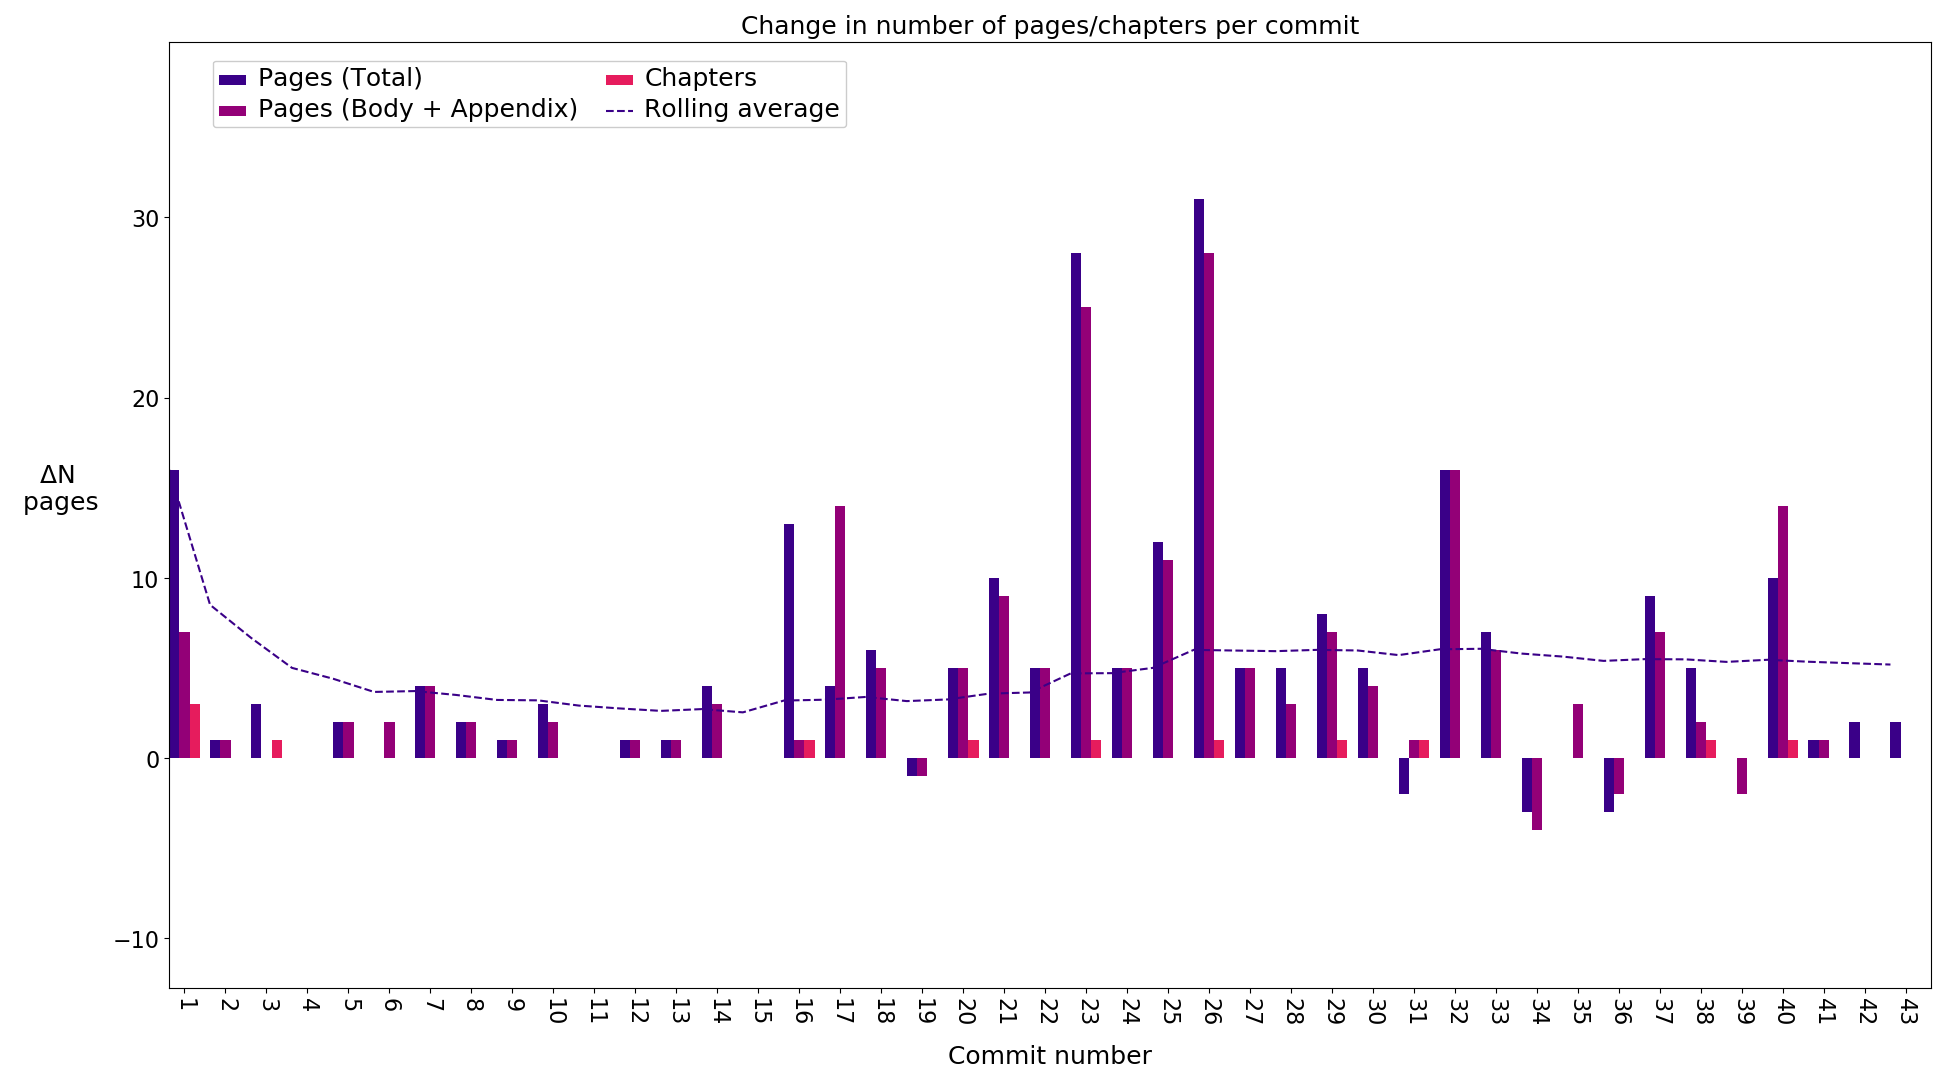 Change in number of pages/chapters per commit
Pages (Total)
Pages (Body + Appendix)
Chapters
Rolling average
30
20
10
0
−10
ΔN
pages
1 2 3 4 5 6 7 8 9 10 11 12 13 14 15 16 17 18 19 20 21 22 23 24 25 26 27 28 29 30 31 32 33 34 35 36 37 38 39 40 41 42 43
Commit number